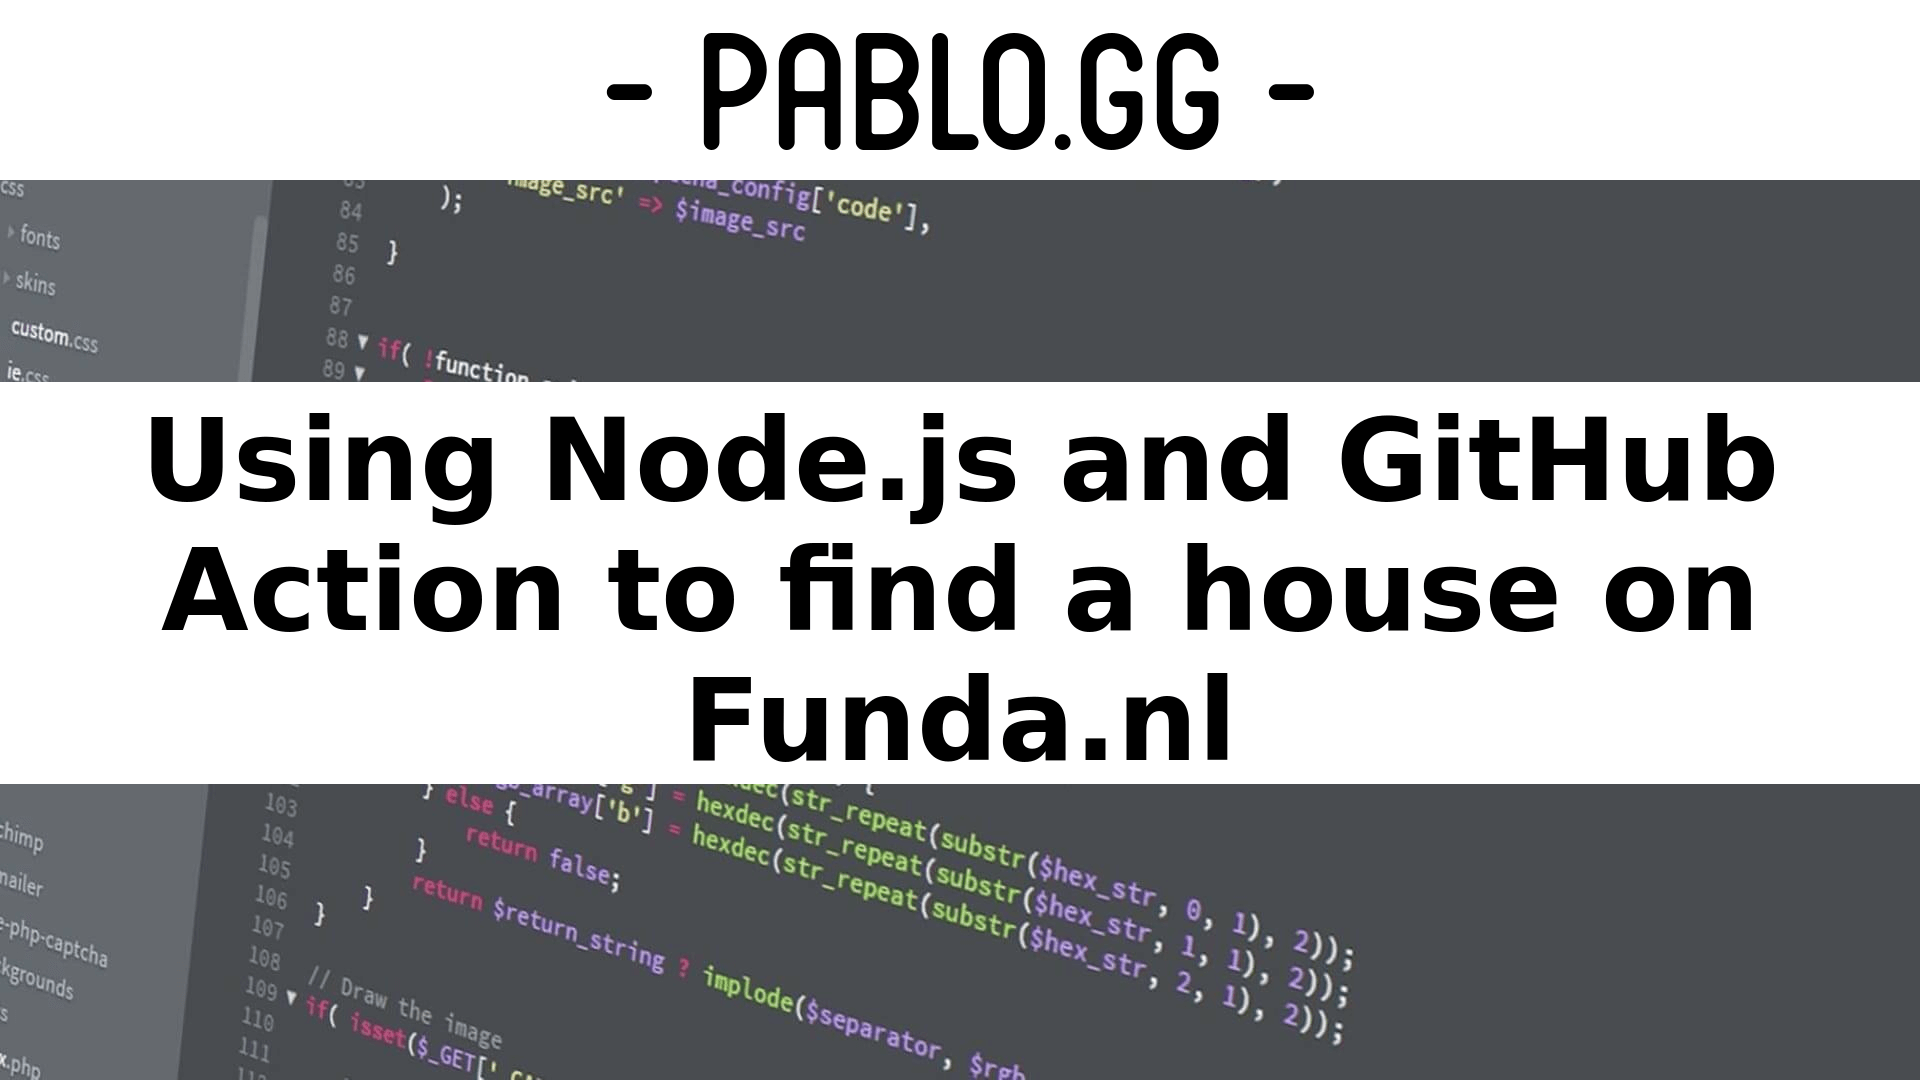 - PABLO.GG -
css
fonts
skins
custom.css
ie.css
84 );
85 }
86
87
88 if( !function
89
_config['code'],
image_src' => $image_src
Using Node.js and GitHub
Action to find a house on
Funda.nl
chimp
mailer
e-php-captcha
kgrounds
s
x.php
(str_repeat(substr($hex_str, 0, 1), 2));
_array['b'] = hexdec(str_repeat(substr($hex_str, 1, 1), 2));
hexdec(str_repeat(substr($hex_str, 2, 1), 2));
103 } else {
104 return false;
105 }
106 return $return_string ? implode($separator, $rgb
107 }
}
108
109 // Draw the image
110 if( isset($_GET['
111